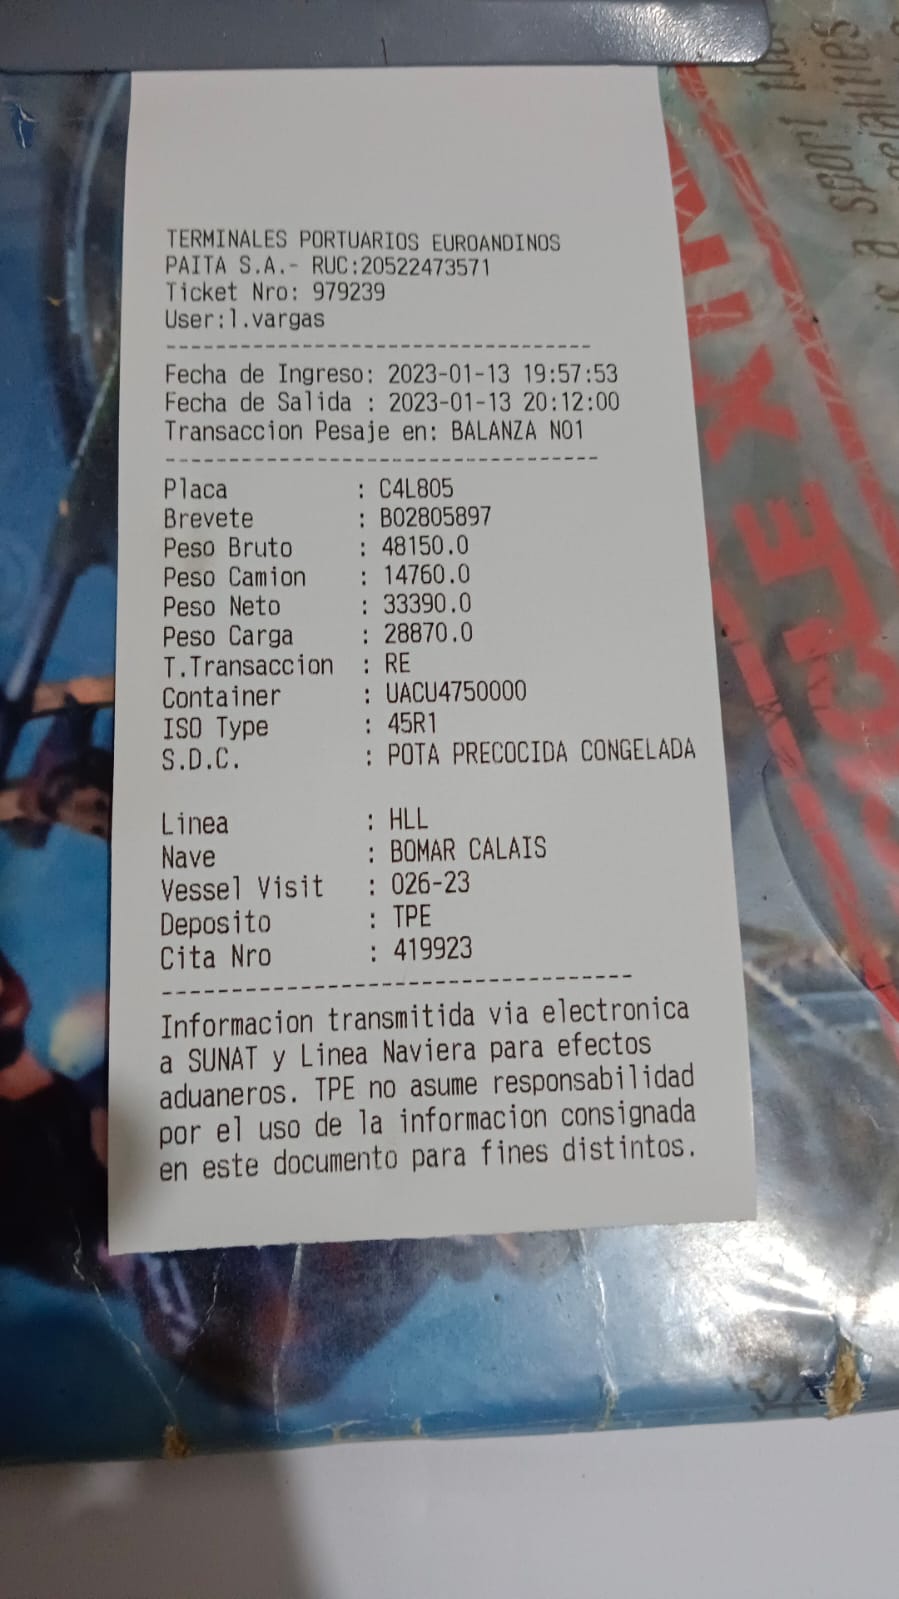 TERMINALES PORTUARIOS EUROANDINOS
PAITA S.A.- RUC:20522473571
Ticket Nro: 979239
User:l.vargas
-----------------------------------
Fecha de Ingreso: 2023-01-13 19:57:53
Fecha de Salida : 2023-01-13 20:12:00
Transaccion Pesaje en: BALANZA NO1
-----------------------------------
Placa : C4L805
Brevete : B02805897
Peso Bruto : 48150.0
Peso Camion : 14760.0
Peso Neto : 33390.0
Peso Carga : 28870.0
T.Transaccion : RE
Container : UACU4750000
ISO Type : 45R1
S.D.C. : POTA PRECOCIDA CONGELADA
Linea : HLL
Nave : BOMAR CALAIS
Vessel Visit : 026-23
Deposito : TPE
Cita Nro : 419923
-----------------------------------
Informacion transmitida via electronica
a SUNAT y Linea Naviera para efectos
aduaneros. TPE no asume responsabilidad
por el uso de la informacion consignada
en este documento para fines distintos.
is a sport